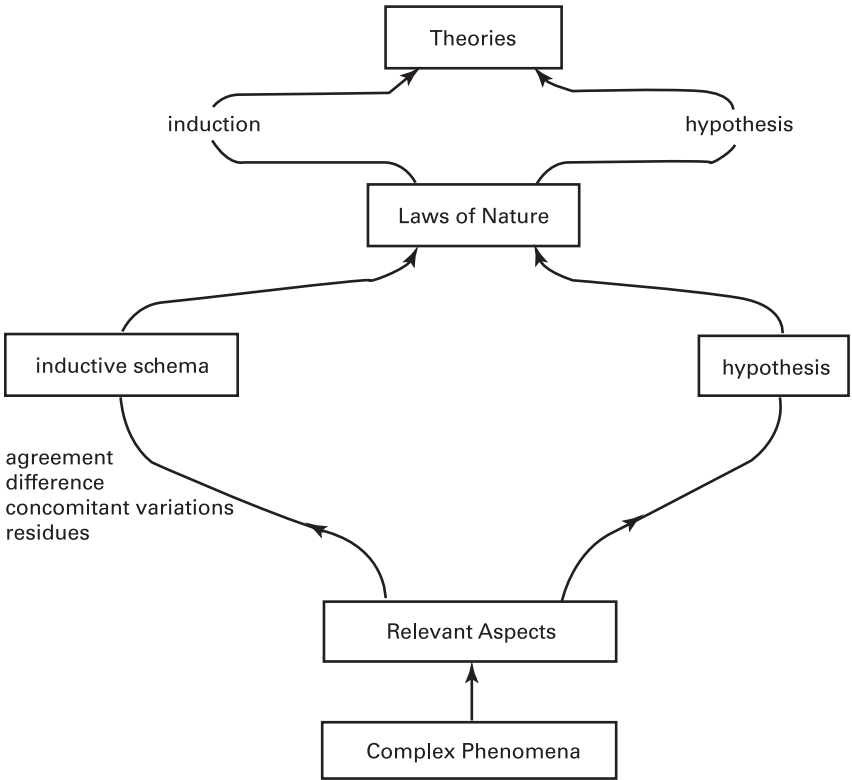 Theories
induction
hypothesis
Laws of Nature
inductive schema
hypothesis
agreement
difference
concomitant variations
residues
Relevant Aspects
Complex Phenomena